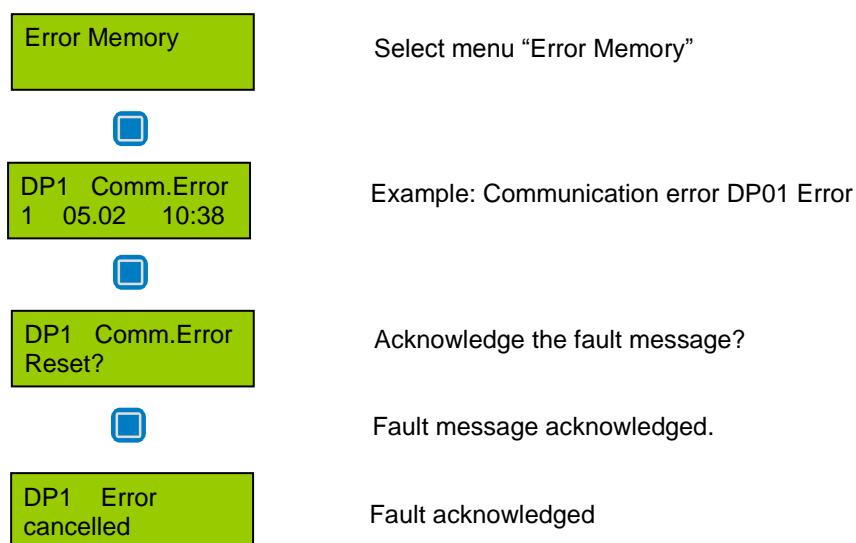 Error Memory
Select menu “Error Memory”
DP1 Comm.Error
1 05.02 10:38
Example: Communication error DP01 Error
DP1 Comm.Error
Reset?
Acknowledge the fault message?
Fault message acknowledged.
DP1 Error
cancelled
Fault acknowledged